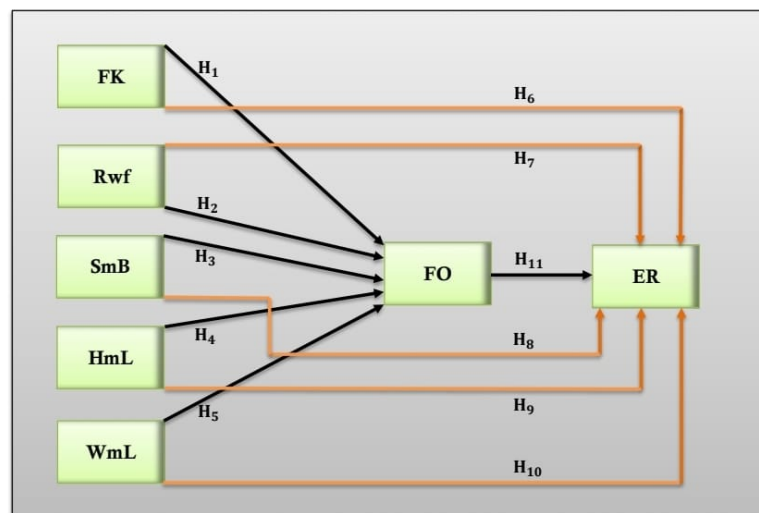 FK
H₁
H₆
Rwf
H₇
H₂
SmB
H₃
FO
H₁₁
ER
HmL
H₄
H₈
H₅
H₉
WmL
H₁₀